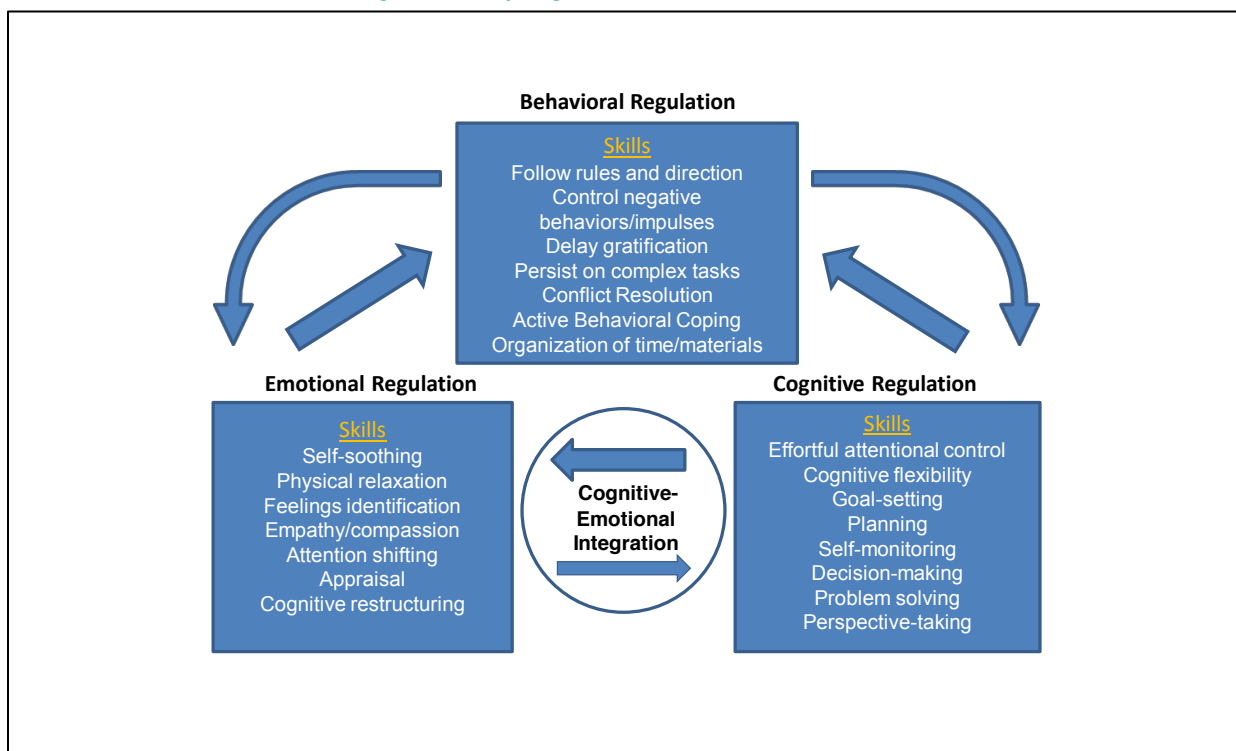 Behavioral Regulation
Skills
Follow rules and direction
Control negative
behaviors/impulses
Delay gratification
Persist on complex tasks
Conflict Resolution
Active Behavioral Coping
Organization of time/materials
Emotional Regulation
Skills
Self-soothing
Physical relaxation
Feelings identification
Empathy/compassion
Attention shifting
Appraisal
Cognitive restructuring
Cognitive-
Emotional
Integration
Cognitive Regulation
Skills
Effortful attentional control
Cognitive flexibility
Goal-setting
Planning
Self-monitoring
Decision-making
Problem solving
Perspective-taking